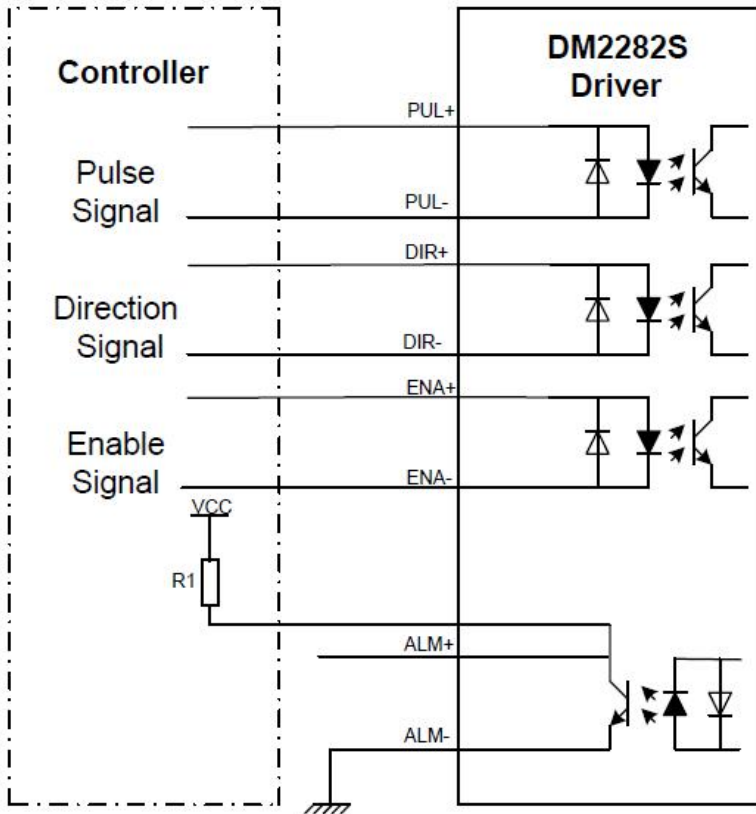 Controller
DM2282S
Driver
PUL+
Pulse
Signal
PUL-
DIR+
Direction
Signal
DIR-
ENA+
Enable
Signal
ENA-
VCC
R1
ALM+
ALM-